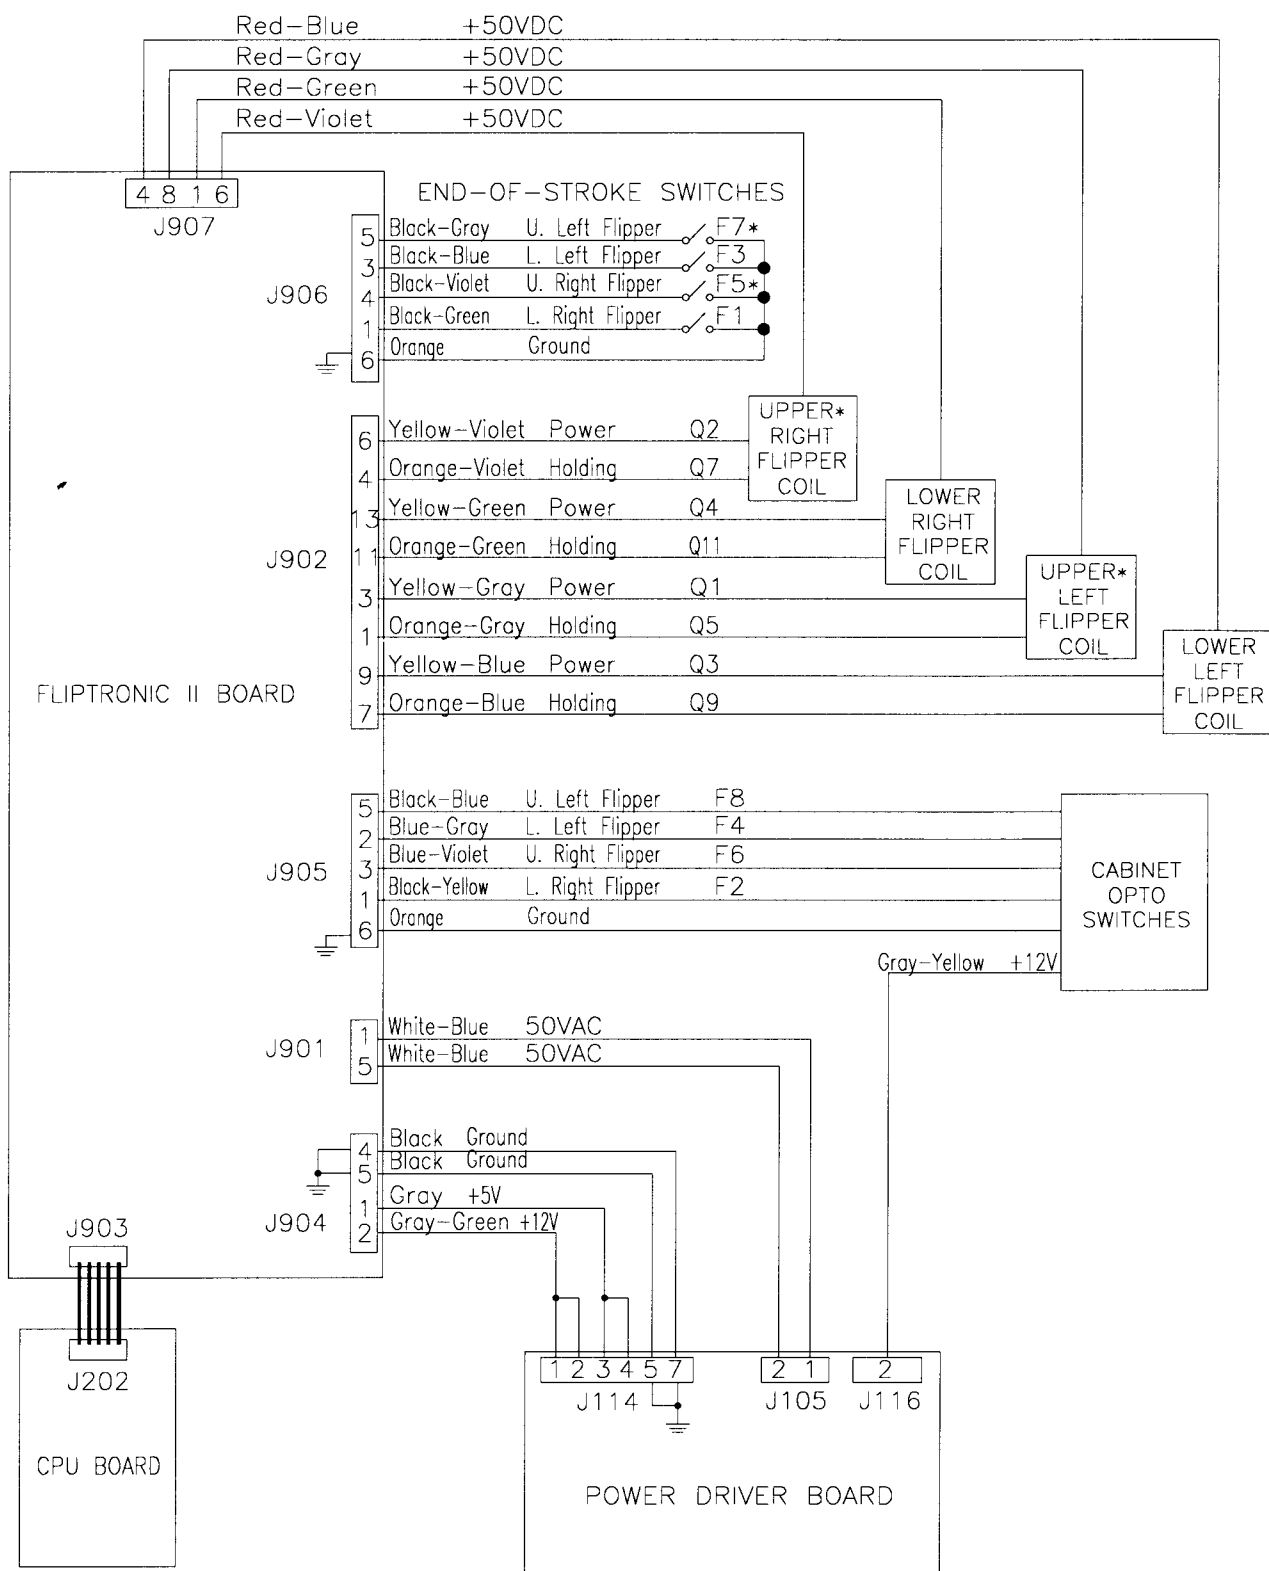 Red-Blue +50VDC
Red-Gray +50VDC
Red-Green +50VDC
Red-Violet +50VDC
4 8 1 6
J907
END-OF-STROKE SWITCHES
J906
5 Black-Gray U. Left Flipper F7*
3 Black-Blue L. Left Flipper F3
4 Black-Violet U. Right Flipper F5*
1 Black-Green L. Right Flipper F1
6 Orange Ground
J902
6 Yellow-Violet Power Q2
4 Orange-Violet Holding Q7
13 Yellow-Green Power Q4
11 Orange-Green Holding Q11
3 Yellow-Gray Power Q1
1 Orange-Gray Holding Q5
9 Yellow-Blue Power Q3
7 Orange-Blue Holding Q9
UPPER*
RIGHT
FLIPPER
COIL
LOWER
RIGHT
FLIPPER
COIL
UPPER*
LEFT
FLIPPER
COIL
LOWER
LEFT
FLIPPER
COIL
FLIPTRONIC II BOARD
J905
5 Black-Blue U. Left Flipper F8
2 Blue-Gray L. Left Flipper F4
3 Blue-Violet U. Right Flipper F6
1 Black-Yellow L. Right Flipper F2
6 Orange Ground
CABINET
OPTO
SWITCHES
Gray-Yellow +12V
J901
1 White-Blue 50VAC
5 White-Blue 50VAC
J904
4 Black Ground
5 Black Ground
1 Gray +5V
2 Gray-Green +12V
J903
J202
CPU BOARD
1 2 3 4 5 7
J114
2 1
J105
2
J116
POWER DRIVER BOARD